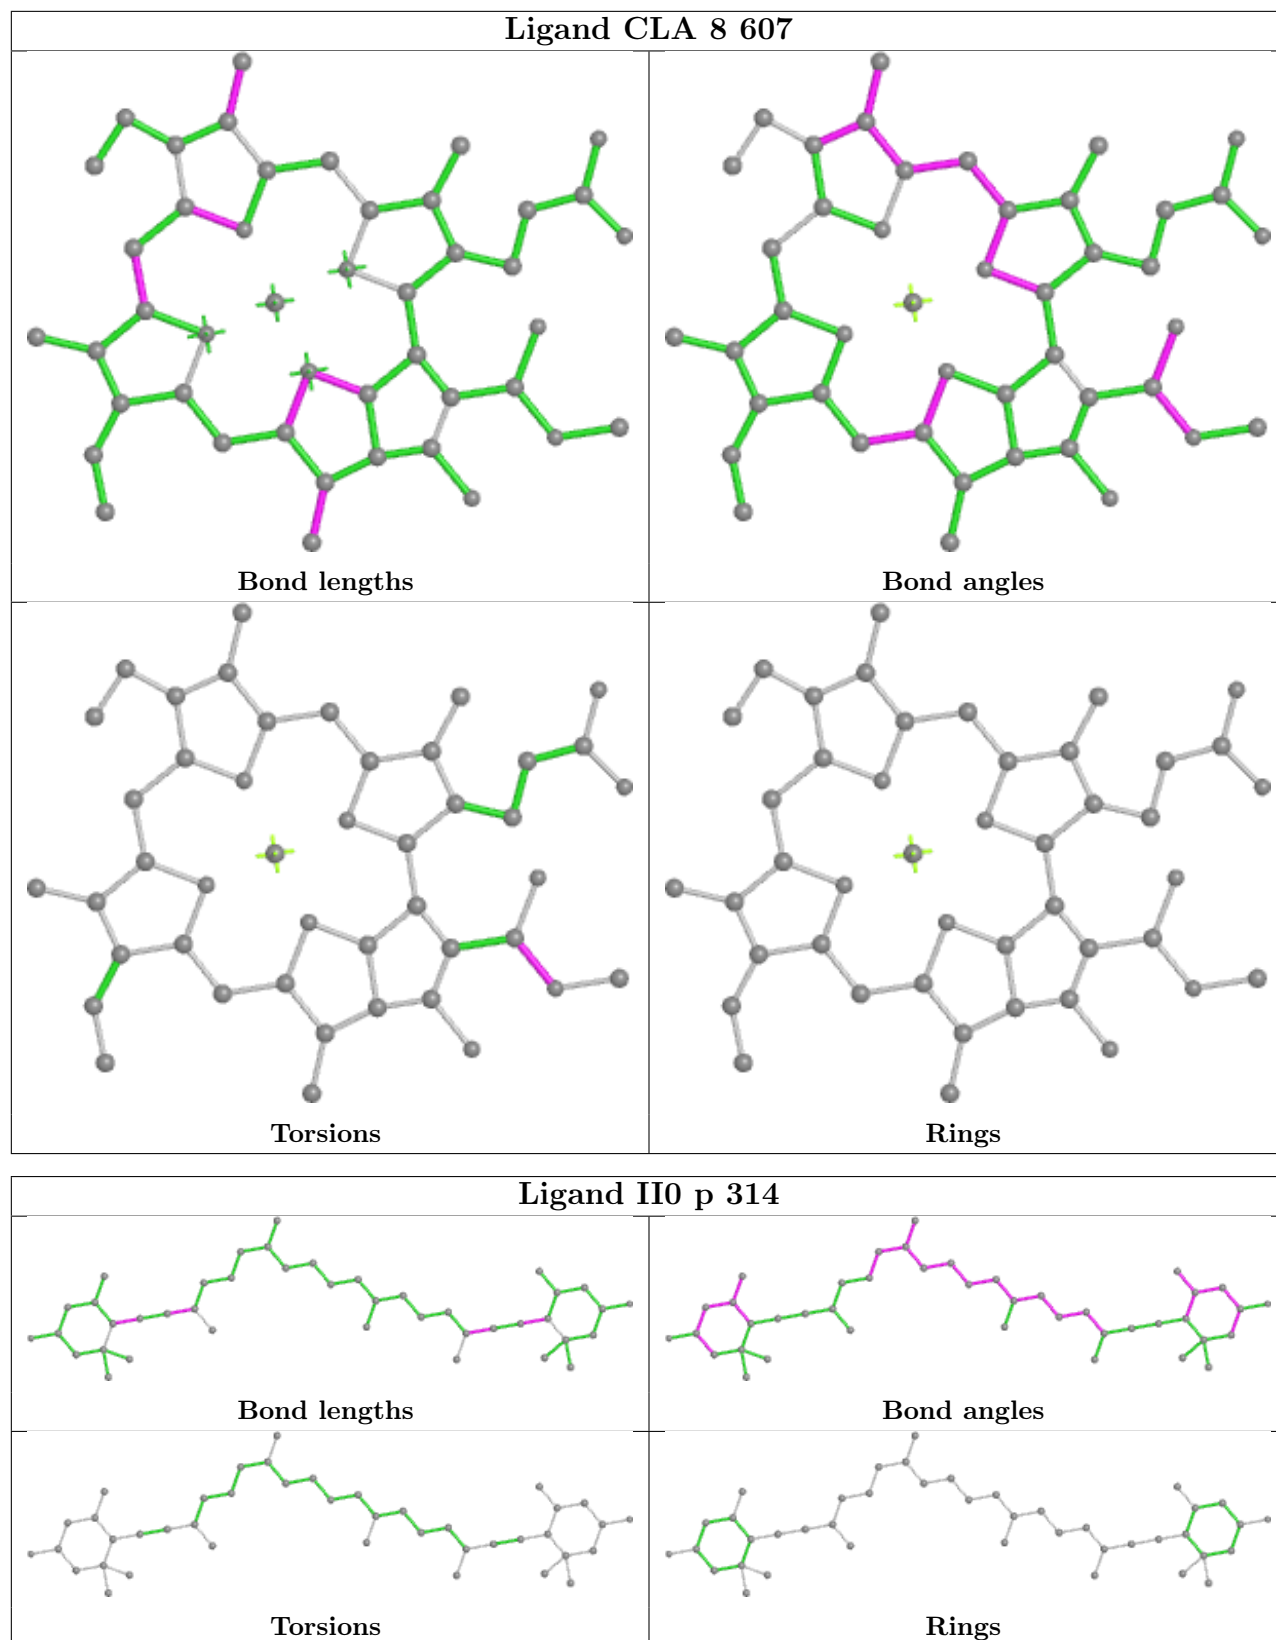 Ligand CLA 8 607
Bond lengths
Bond angles
Torsions
Rings
Ligand II0 p 314
Bond lengths
Bond angles
Torsions
Rings